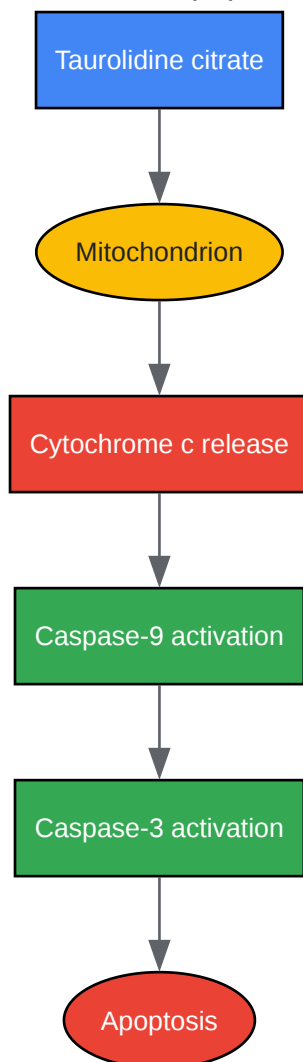 Taurolidine citrate
Mitochondrion
Cytochrome c release
Caspase-9 activation
Caspase-3 activation
Apoptosis